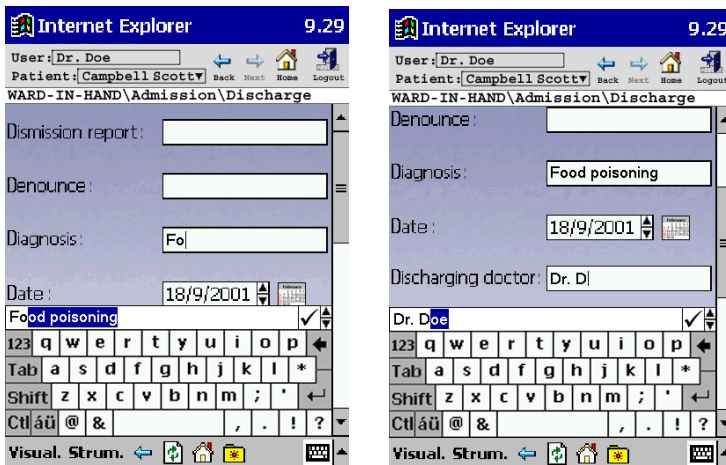 Internet Explorer 9.29
User: Dr. Doe
Patient: Campbell Scott
Back Next Home Logout
WARD-IN-HAND\Admission\Discharge
Dismission report:
Denounce:
Diagnosis: Fo
Date: 18/9/2001
Food poisoning
123 q w e r t y u i o p
Tab a s d f g h j k l *
Shift z x c v b n m ; '
Ctl áü @ & , . ! ?
Visual. Strum.
Internet Explorer 9.29
User: Dr. Doe
Patient: Campbell Scott
Back Next Home Logout
WARD-IN-HAND\Admission\Discharge
Denounce:
Diagnosis: Food poisoning
Date: 18/9/2001
Discharging doctor: Dr. D
Dr. Doe
123 q w e r t y u i o p
Tab a s d f g h j k l *
Shift z x c v b n m ; '
Ctl áü @ & , . ! ?
Visual. Strum.